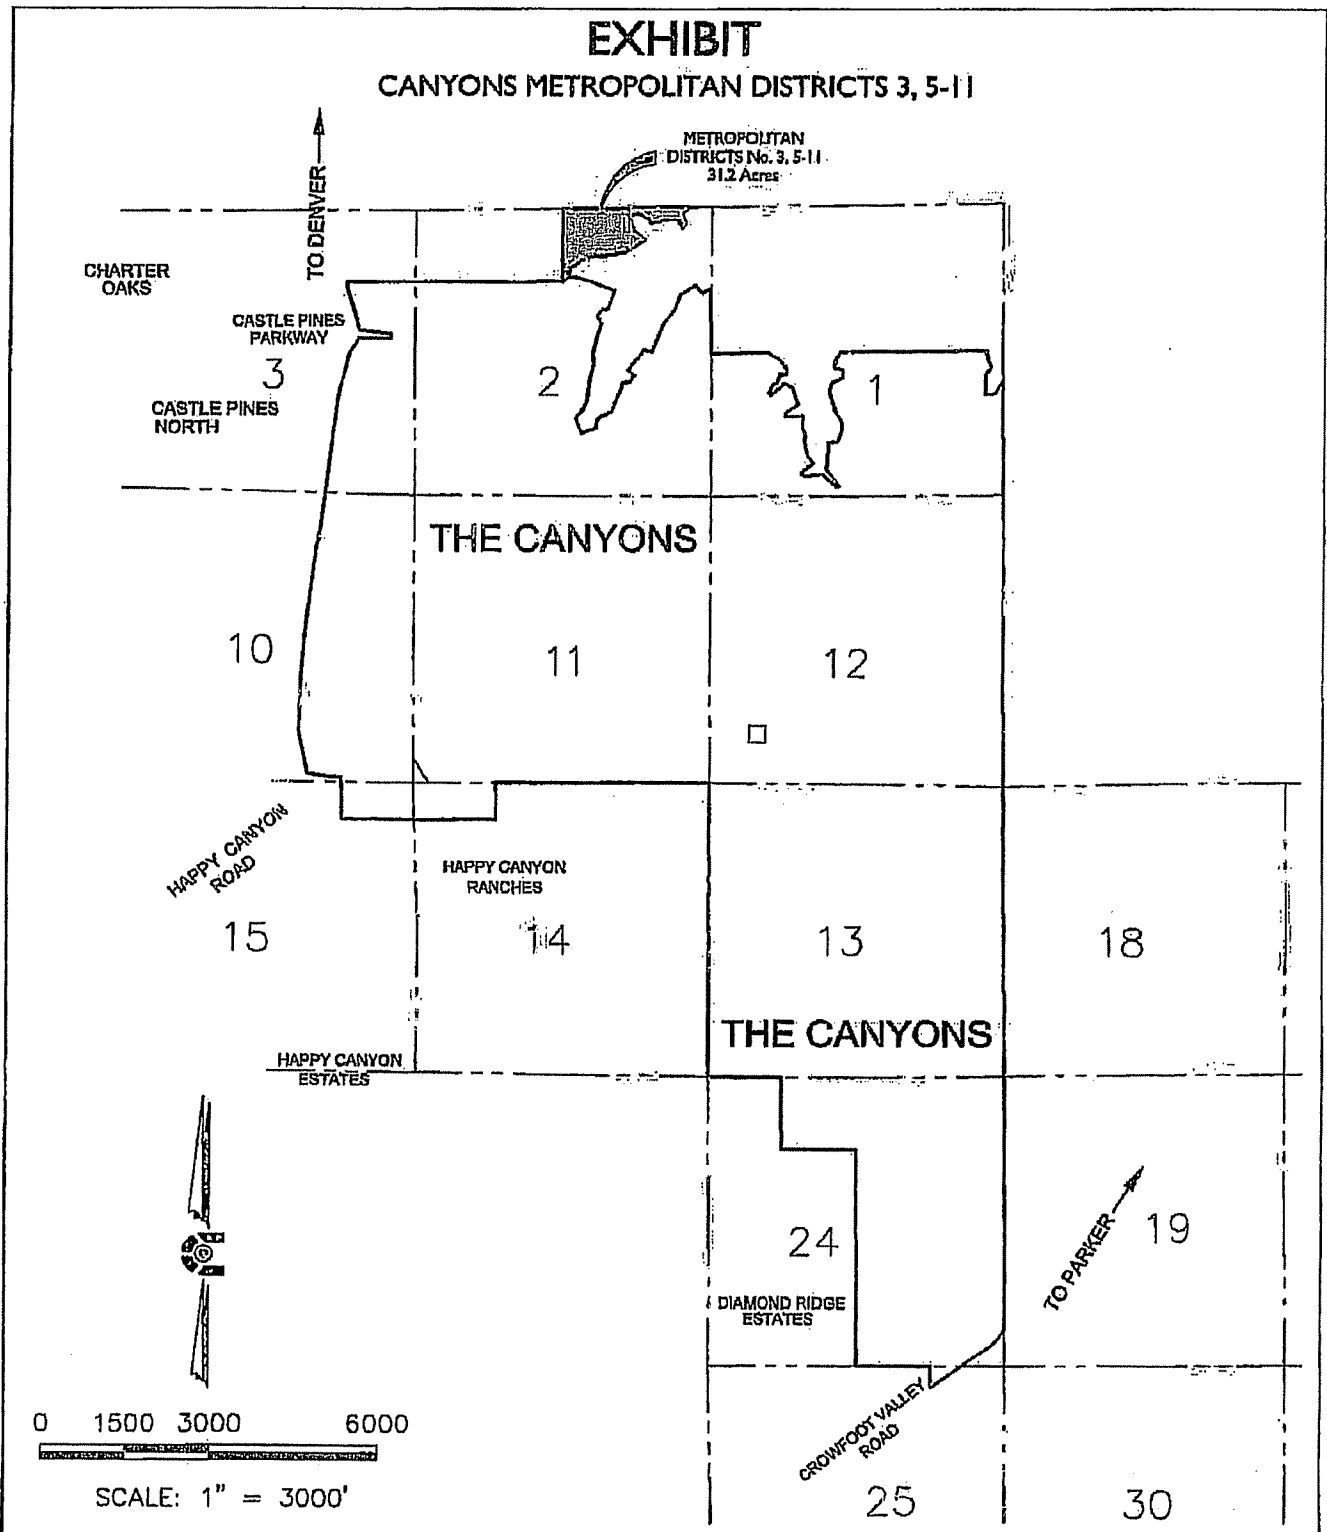 EXHIBIT
CANYONS METROPOLITAN DISTRICTS 3, 5-11
METROPOLITAN
DISTRICTS No. 3, 5-11
31.2 Acres
TO DENVER
CHARTER
OAKS
CASTLE PINES
PARKWAY
3
2
1
CASTLE PINES
NORTH
THE CANYONS
10
11
12
HAPPY CANYON
ROAD
HAPPY CANYON
RANCHES
15
14
13
18
THE CANYONS
HAPPY CANYON
ESTATES
24
19
TO PARKER
DIAMOND RIDGE
ESTATES
CROWFOOT VALLEY
ROAD
0 1500 3000 6000
SCALE: 1" = 3000'
25
30